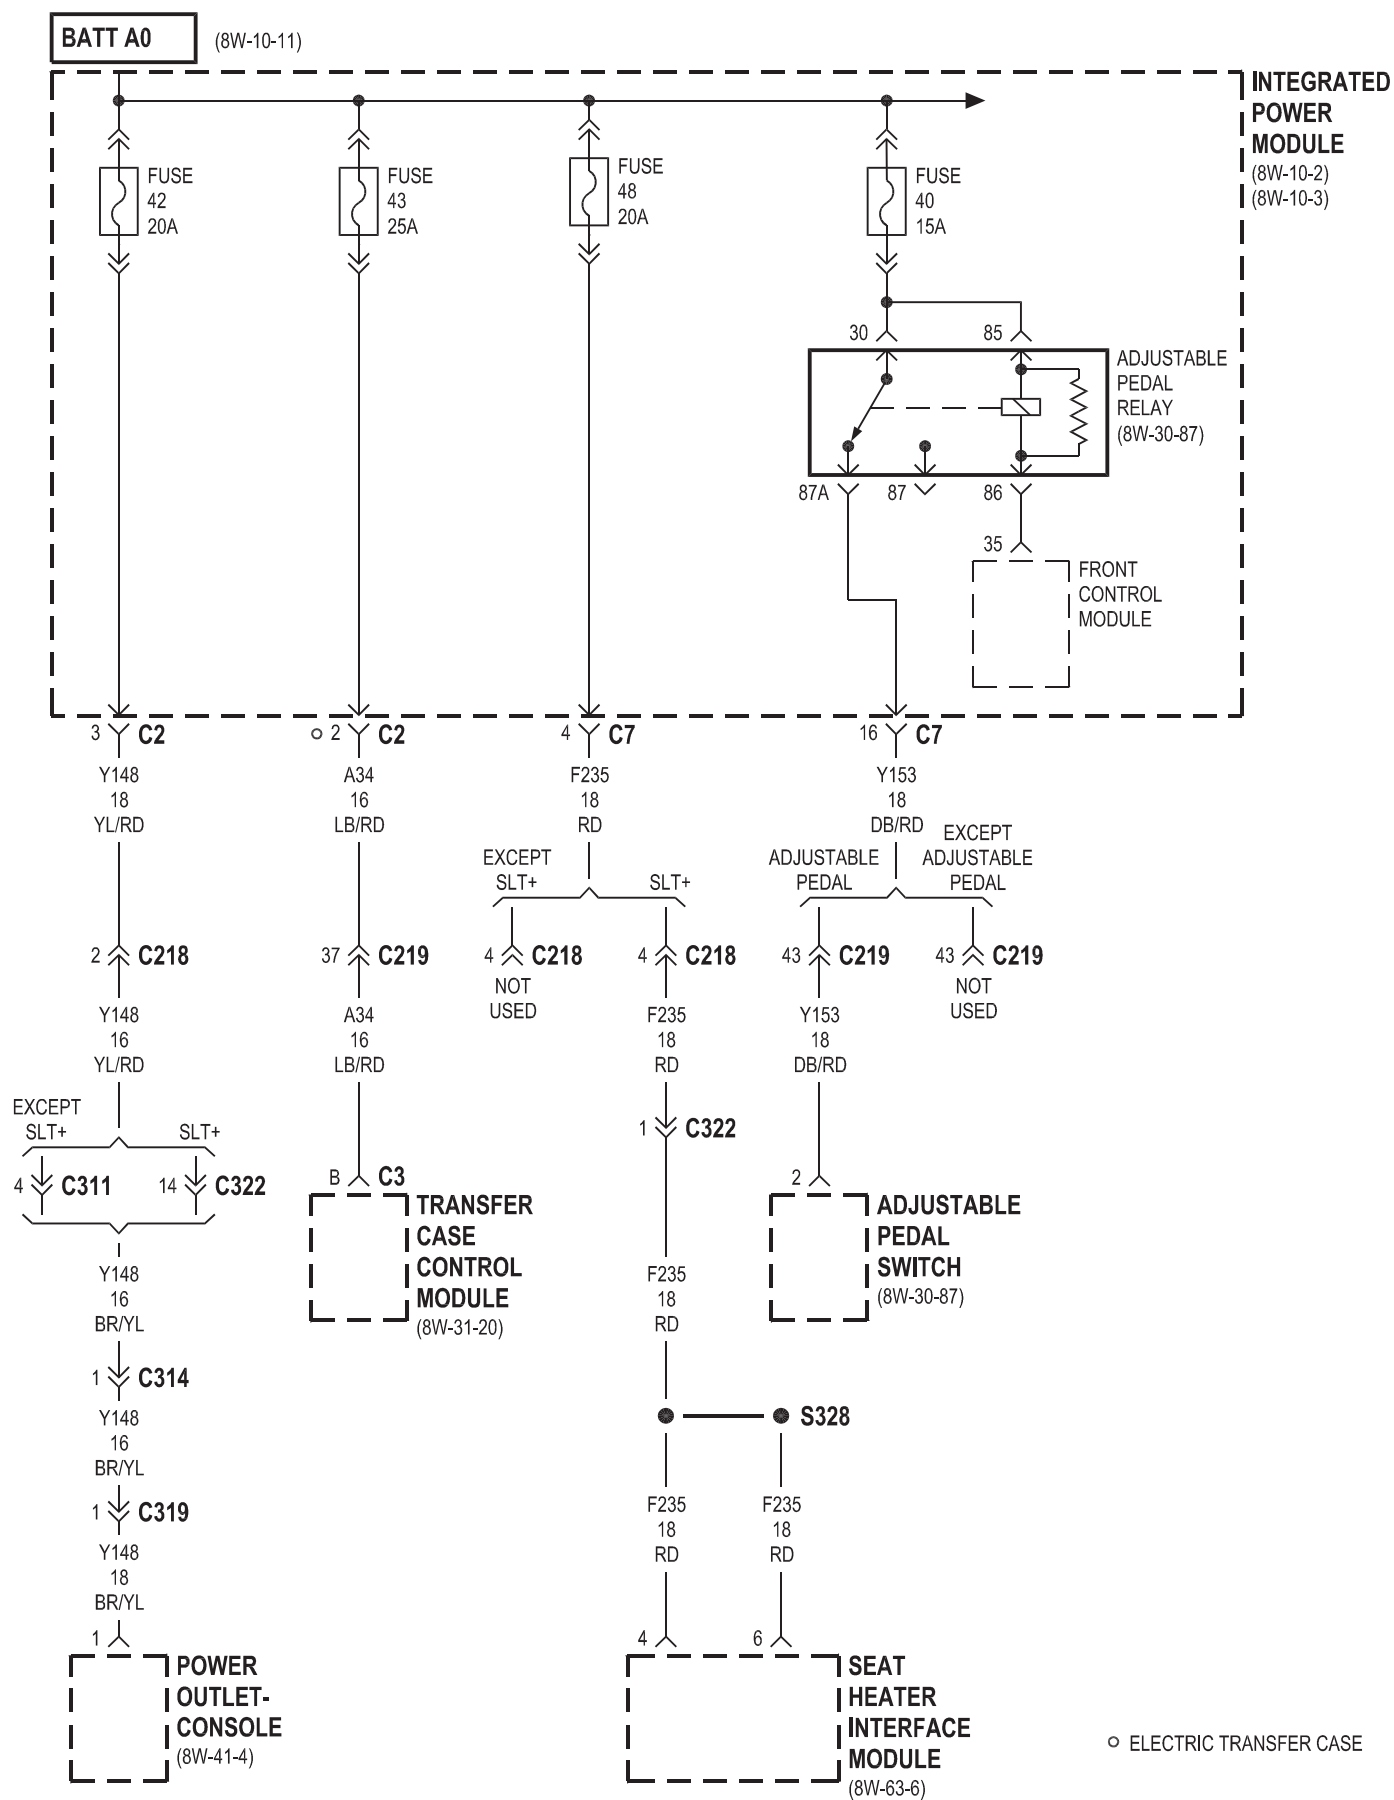 BATT A0
(8W-10-11)
INTEGRATED
POWER
MODULE
(8W-10-2)
(8W-10-3)
FUSE
42
20A
FUSE
43
25A
FUSE
48
20A
FUSE
40
15A
30
85
ADJUSTABLE
PEDAL
RELAY
(8W-30-87)
87A
87
86
35
FRONT
CONTROL
MODULE
3
C2
2
C2
4
C7
16
C7
Y148
18
YL/RD
A34
16
LB/RD
F235
18
RD
Y153
18
DB/RD
EXCEPT
SLT+
SLT+
ADJUSTABLE
PEDAL
EXCEPT
ADJUSTABLE
PEDAL
2
C218
37
C219
4
C218
NOT
USED
4
C218
43
C219
43
C219
NOT
USED
Y148
16
YL/RD
A34
16
LB/RD
F235
18
RD
Y153
18
DB/RD
EXCEPT
SLT+
SLT+
4
C311
14
C322
1
C322
B
C3
TRANSFER
CASE
CONTROL
MODULE
(8W-31-20)
2
ADJUSTABLE
PEDAL
SWITCH
(8W-30-87)
Y148
16
BR/YL
F235
18
RD
1
C314
Y148
16
BR/YL
S328
1
C319
Y148
18
BR/YL
F235
18
RD
F235
18
RD
1
POWER
OUTLET-
CONSOLE
(8W-41-4)
4
6
SEAT
HEATER
INTERFACE
MODULE
(8W-63-6)
ELECTRIC TRANSFER CASE